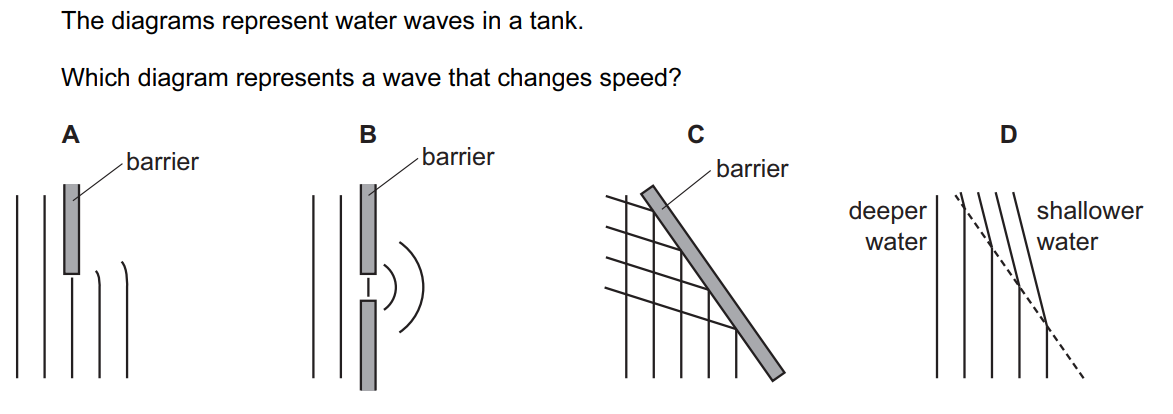 The diagrams represent water waves in a tank.
Which diagram represents a wave that changes speed?
A
B
C
D
barrier
barrier
barrier
deeper
water
shallower
water